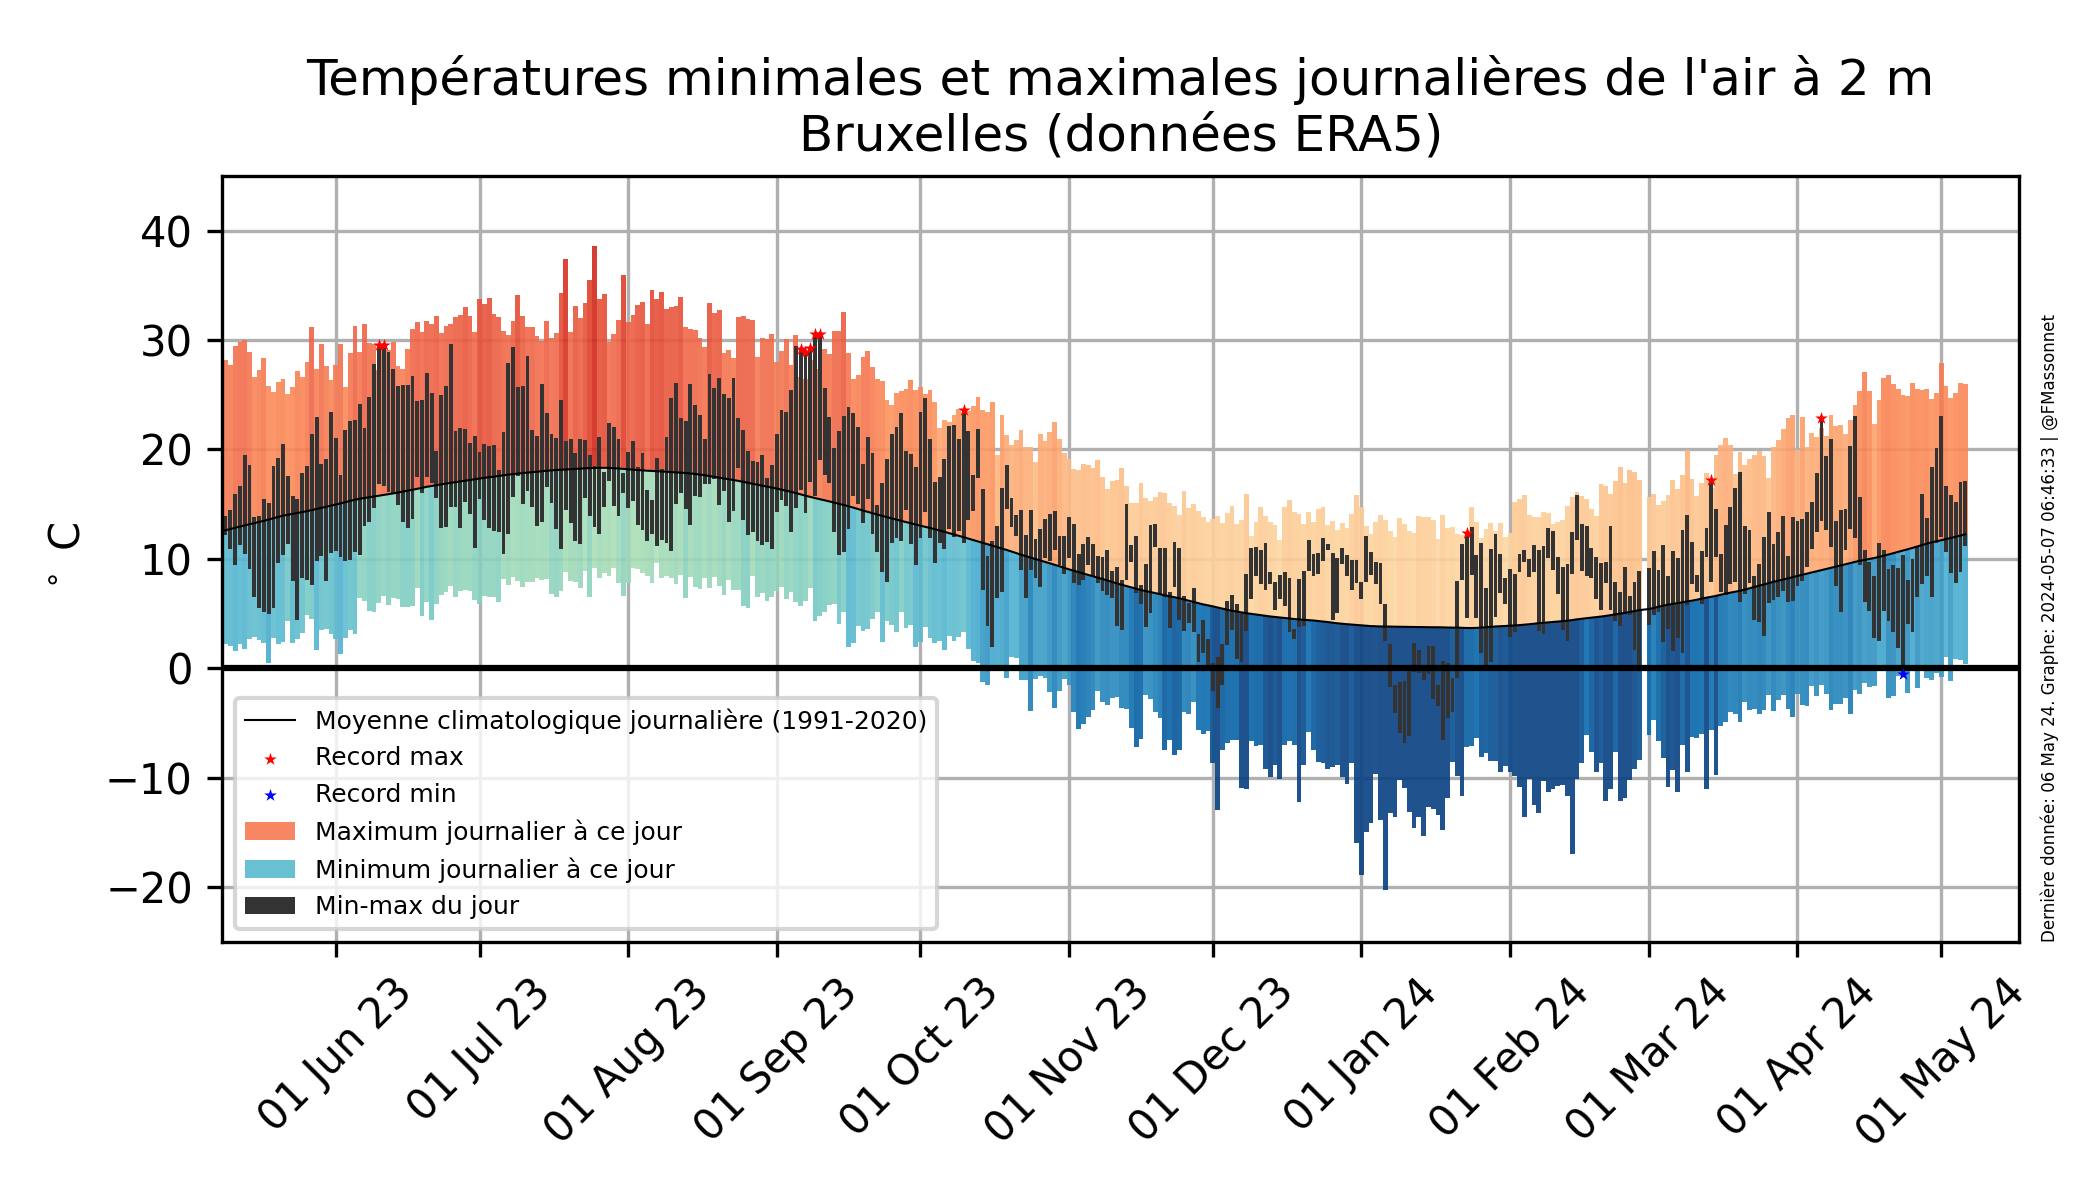 Températures minimales et maximales journalières de l'air à 2 m
Bruxelles (données ERA5)
40
30
20
10
0
−10
−20
° C
Moyenne climatologique journalière (1991-2020)
Record max
Record min
Maximum journalier à ce jour
Minimum journalier à ce jour
Min-max du jour
01 Jun 23
01 Jul 23
01 Aug 23
01 Sep 23
01 Oct 23
01 Nov 23
01 Dec 23
01 Jan 24
01 Feb 24
01 Mar 24
01 Apr 24
01 May 24
Dernière donnée: 06 May 24. Graphe: 2024-05-07 06:46:33 | @FMassonnet